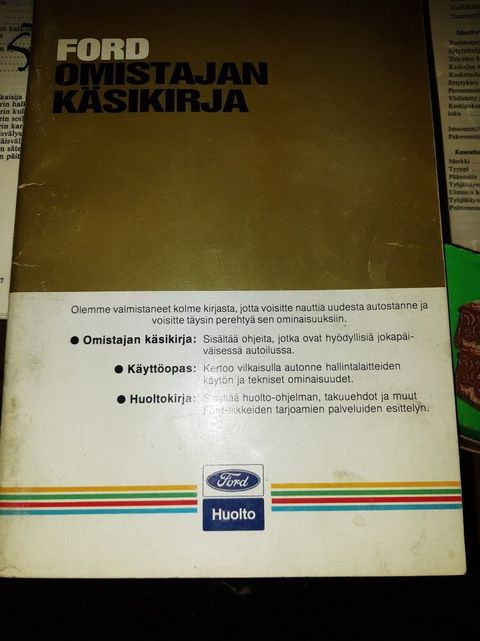 FORD
OMISTAJAN
KÄSIKIRJA
Olemme valmistaneet kolme kirjasta, jotta voisitte nauttia uudesta autostanne ja
voisitte täysin perehtyä sen ominaisuuksiin.
● Omistajan käsikirja: Sisältää ohjeita, jotka ovat hyödyllisiä jokapäi-
väisessä autoilussa.
● Käyttöopas: Kertoo vilkaisulla autonne hallintalaitteiden
käytön ja tekniset ominaisuudet.
● Huoltokirja: Sisältää huolto-ohjelman, takuuehdot ja muut
Ford-liikkeiden tarjoamien palveluiden esittelyn.
Ford
Huolto
Merkki
Tyyppi